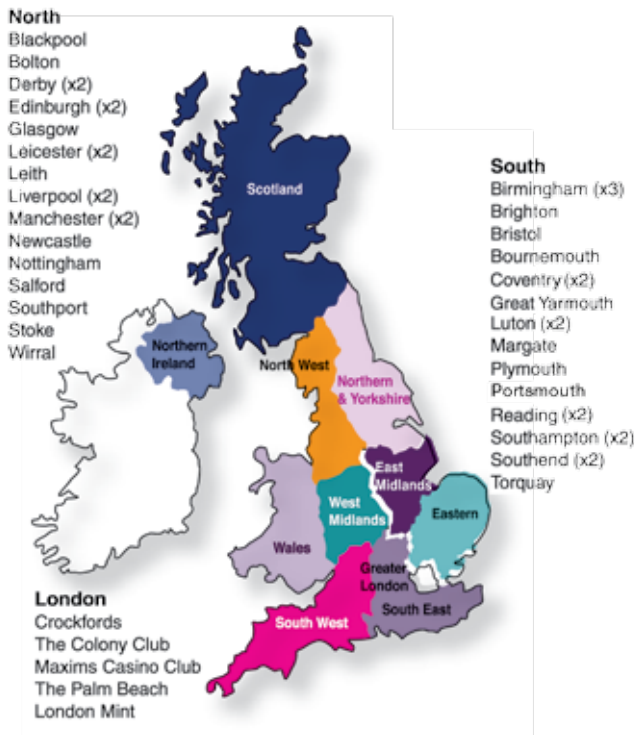 North
Blackpool
Bolton
Derby (x2)
Edinburgh (x2)
Glasgow
Leicester (x2)
Leith
Liverpool (x2)
Manchester (x2)
Newcastle
Nottingham
Salford
Southport
Stoke
Wirral
Scotland
South
Birmingham (x3)
Brighton
Bristol
Bournemouth
Coventry (x2)
Great Yarmouth
Luton (x2)
Margate
Plymouth
Portsmouth
Reading (x2)
Southampton (x2)
Southend (x2)
Torquay
Northern
Ireland
North West
Northern
& Yorkshire
East
Midlands
West
Midlands
Eastern
Wales
Greater
London
South East
South West
London
Crockfords
The Colony Club
Maxims Casino Club
The Palm Beach
London Mint